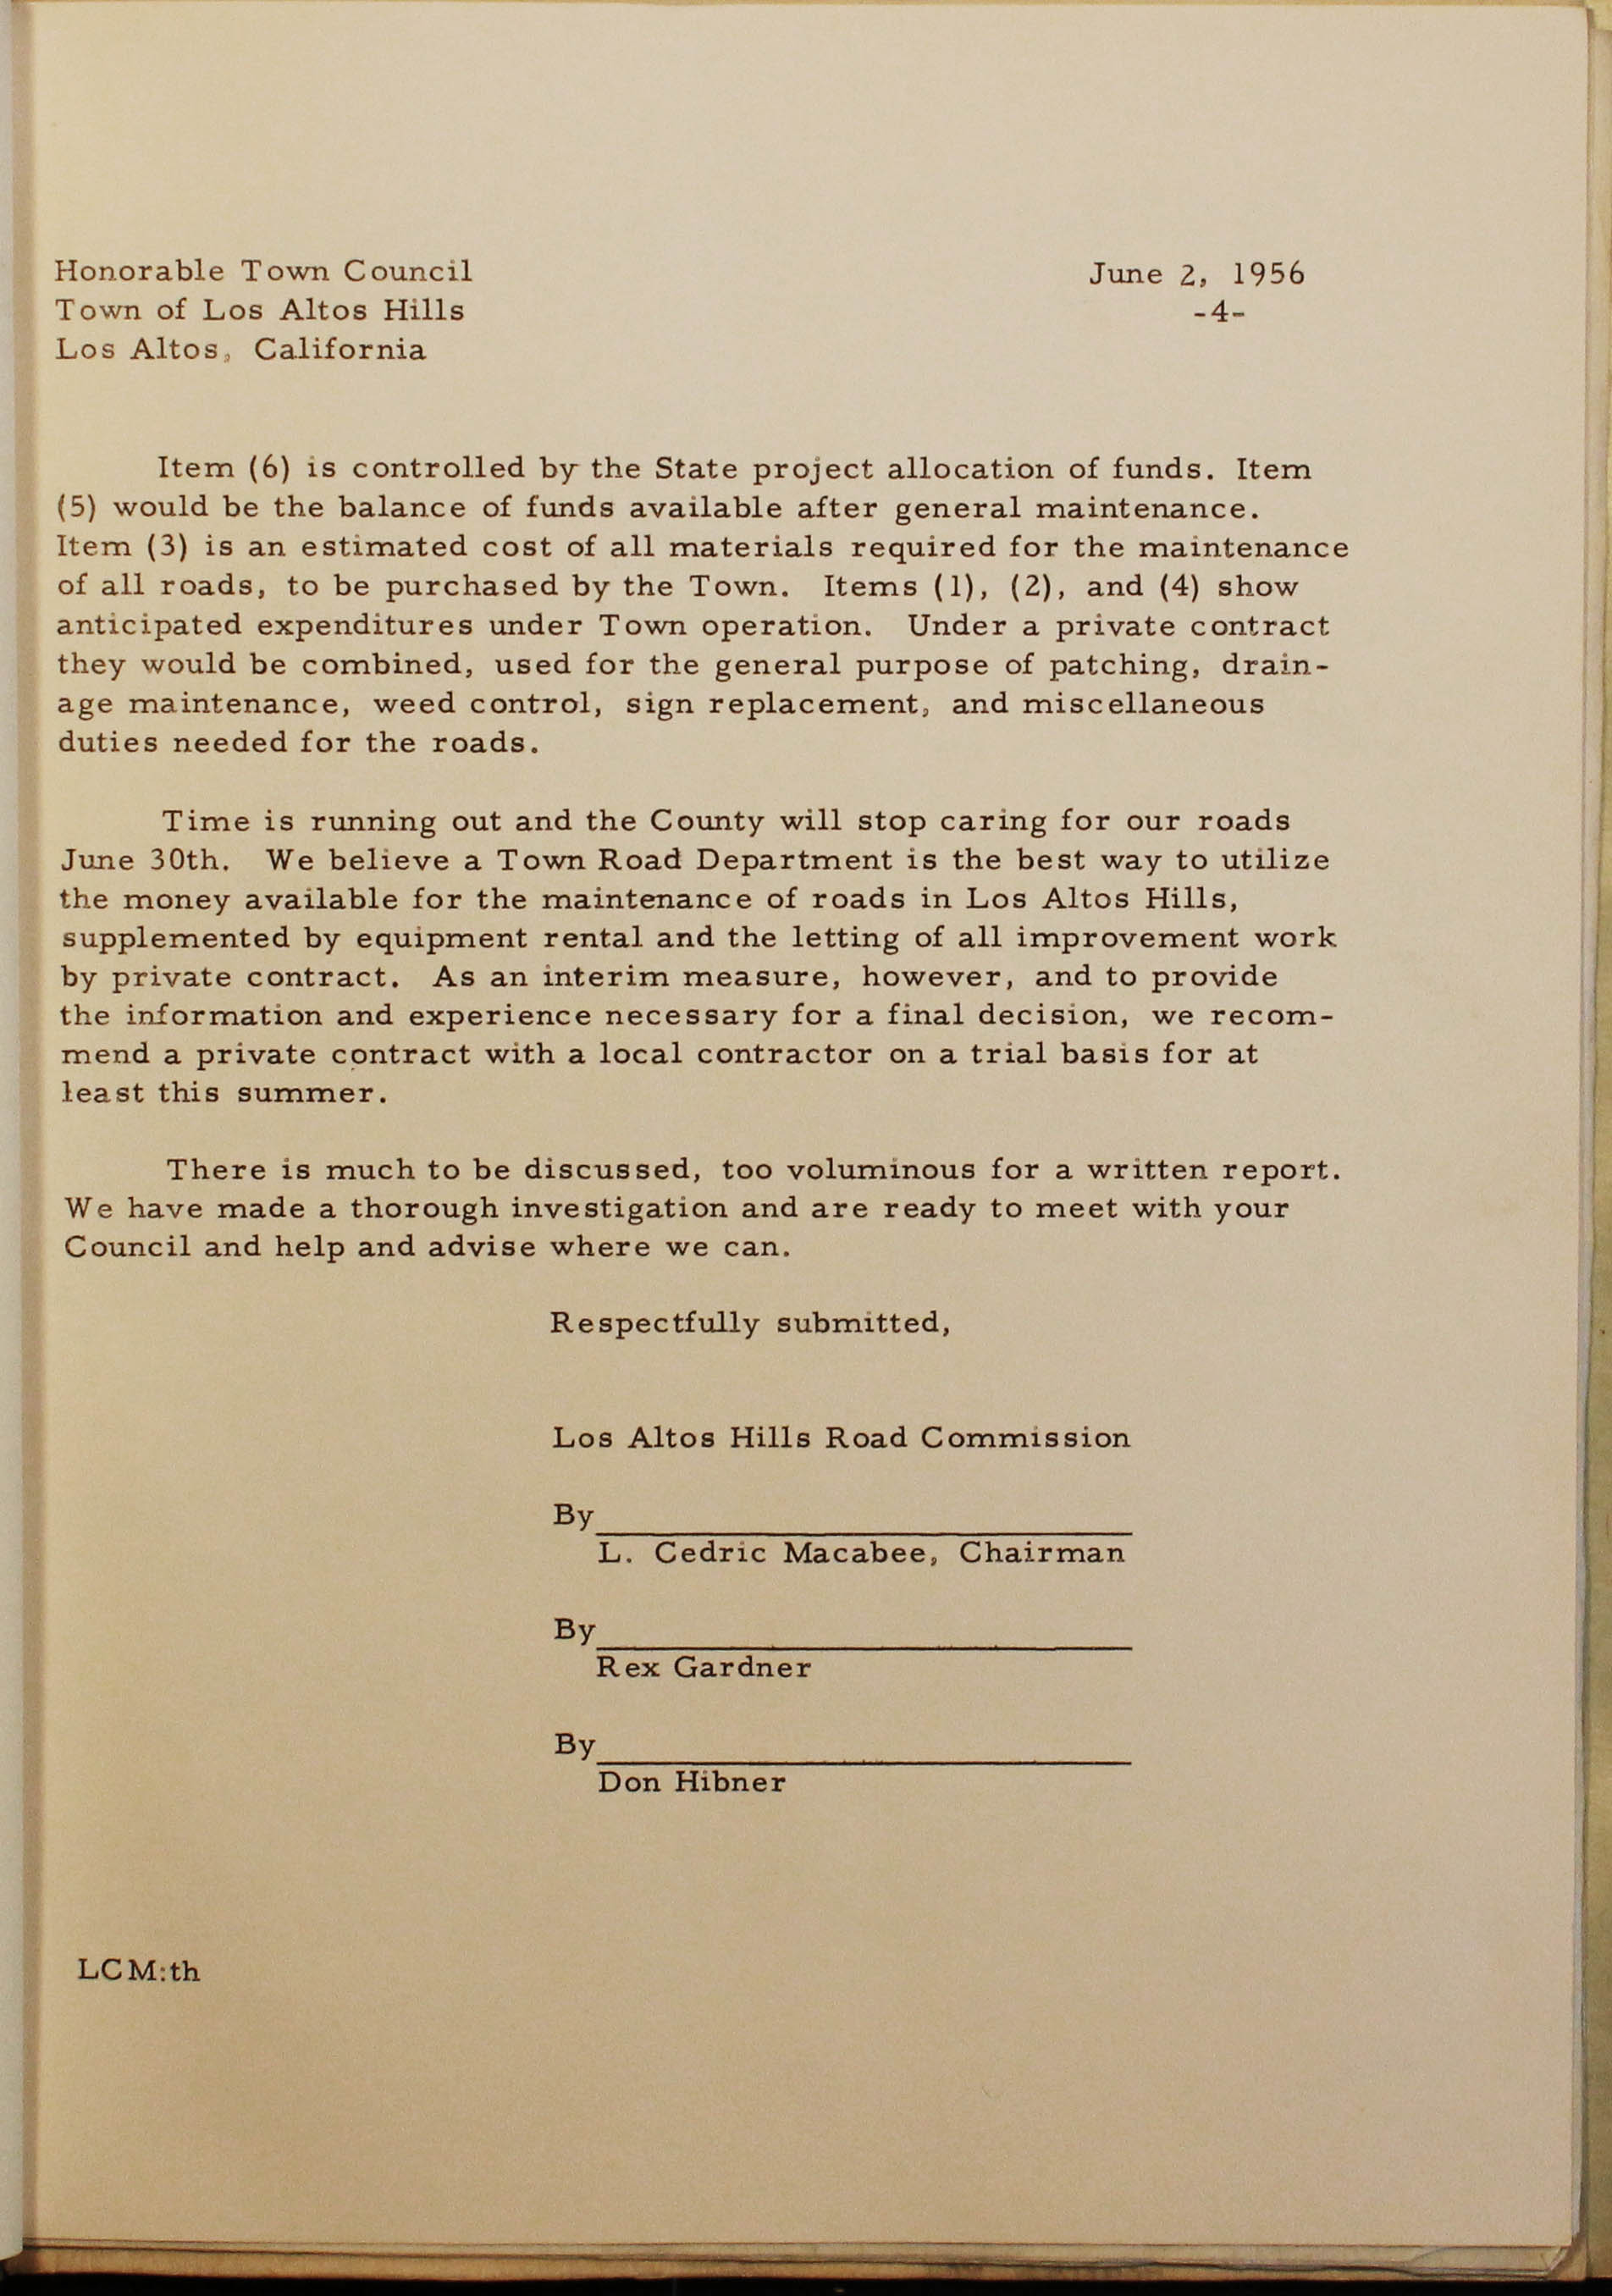 Honorable Town Council
June 2, 1956
Town of Los Altos Hills
-4-
Los Altos, California
Item (6) is controlled by the State project allocation of funds. Item
(5) would be the balance of funds available after general maintenance.
Item (3) is an estimated cost of all materials required for the maintenance
of all roads, to be purchased by the Town. Items (1), (2), and (4) show
anticipated expenditures under Town operation. Under a private contract
they would be combined, used for the general purpose of patching, drain-
age maintenance, weed control, sign replacement, and miscellaneous
duties needed for the roads.
Time is running out and the County will stop caring for our roads
June 30th. We believe a Town Road Department is the best way to utilize
the money available for the maintenance of roads in Los Altos Hills,
supplemented by equipment rental and the letting of all improvement work
by private contract. As an interim measure, however, and to provide
the information and experience necessary for a final decision, we recom-
mend a private contract with a local contractor on a trial basis for at
least this summer.
There is much to be discussed, too voluminous for a written report.
We have made a thorough investigation and are ready to meet with your
Council and help and advise where we can.
Respectfully submitted,
Los Altos Hills Road Commission
By
L. Cedric Macabee, Chairman
By
Rex Gardner
By
Don Hibner
LCM:th